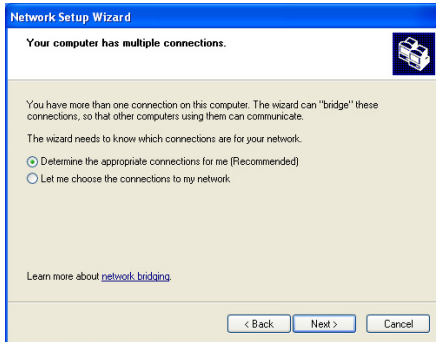 Network Setup Wizard
Your computer has multiple connections.
You have more than one connection on this computer. The wizard can "bridge" these
connections, so that other computers using them can communicate.
The wizard needs to know which connections are for your network.
Determine the appropriate connections for me (Recommended)
Let me choose the connections to my network
Learn more about network bridging.
< Back
Next >
Cancel